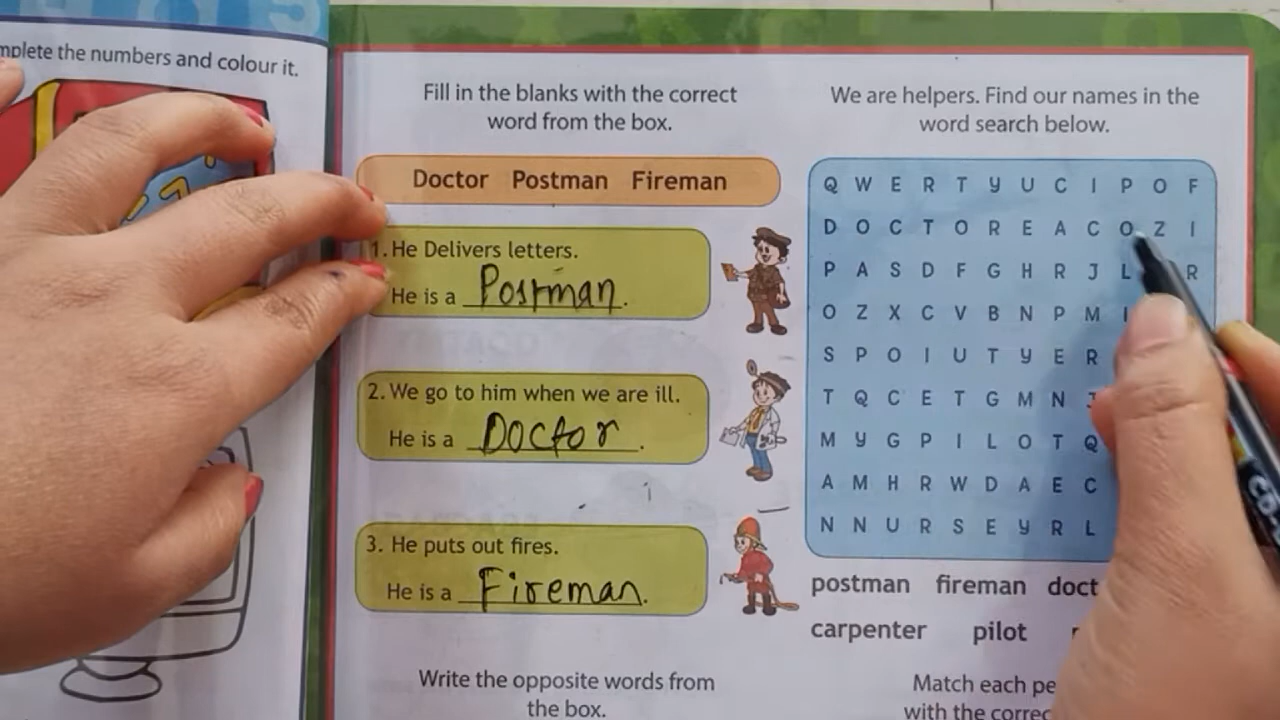 the numbers and colour it.
Fill in the blanks with the correct
word from the box.
Doctor Postman Fireman
1. He Delivers letters.
He is a Postman.
2. We go to him when we are ill.
He is a Doctor.
3. He puts out fires.
He is a Fireman.
Write the opposite words from
the box.
We are helpers. Find our names in the
word search below.
Q W E R T Y U C I P O F
D O C T O R E A C O Z I
P A S D F G H R J L R
O Z X C V B N P M I
S P O I U T Y E R
T Q C E T G M N
M Y G P I L O T Q
A M H R W D A E C
N N U R S E Y R L
postman fireman
carpenter pilot
Match each
with the